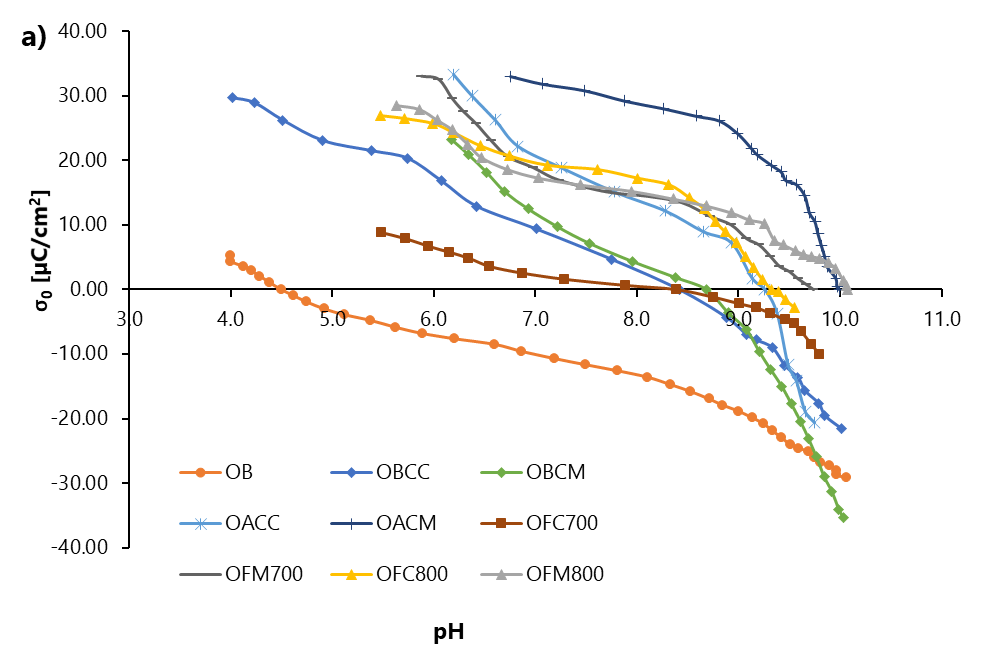 a)
σ₀ [µC/cm²]
40.00
30.00
20.00
10.00
0.00
-10.00
-20.00
-30.00
-40.00
3.0 4.0 5.0 6.0 7.0 8.0 9.0 10.0 11.0
OB OBCC OBCM
OACC OACM OFC700
OFM700 OFC800 OFM800
pH